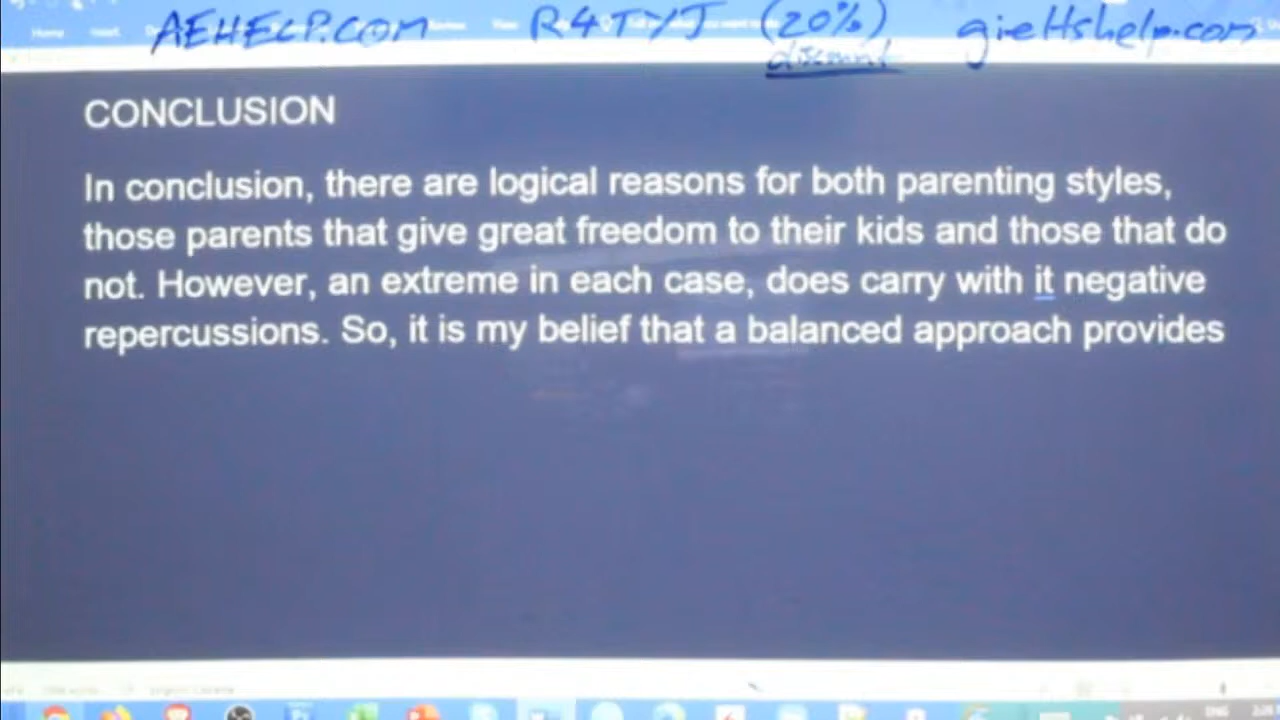 AEHELP.COM R4TYJ (20%) gieltshelp.com
discount
CONCLUSION
In conclusion, there are logical reasons for both parenting styles,
those parents that give great freedom to their kids and those that do
not. However, an extreme in each case, does carry with it negative
repercussions. So, it is my belief that a balanced approach provides
ENG